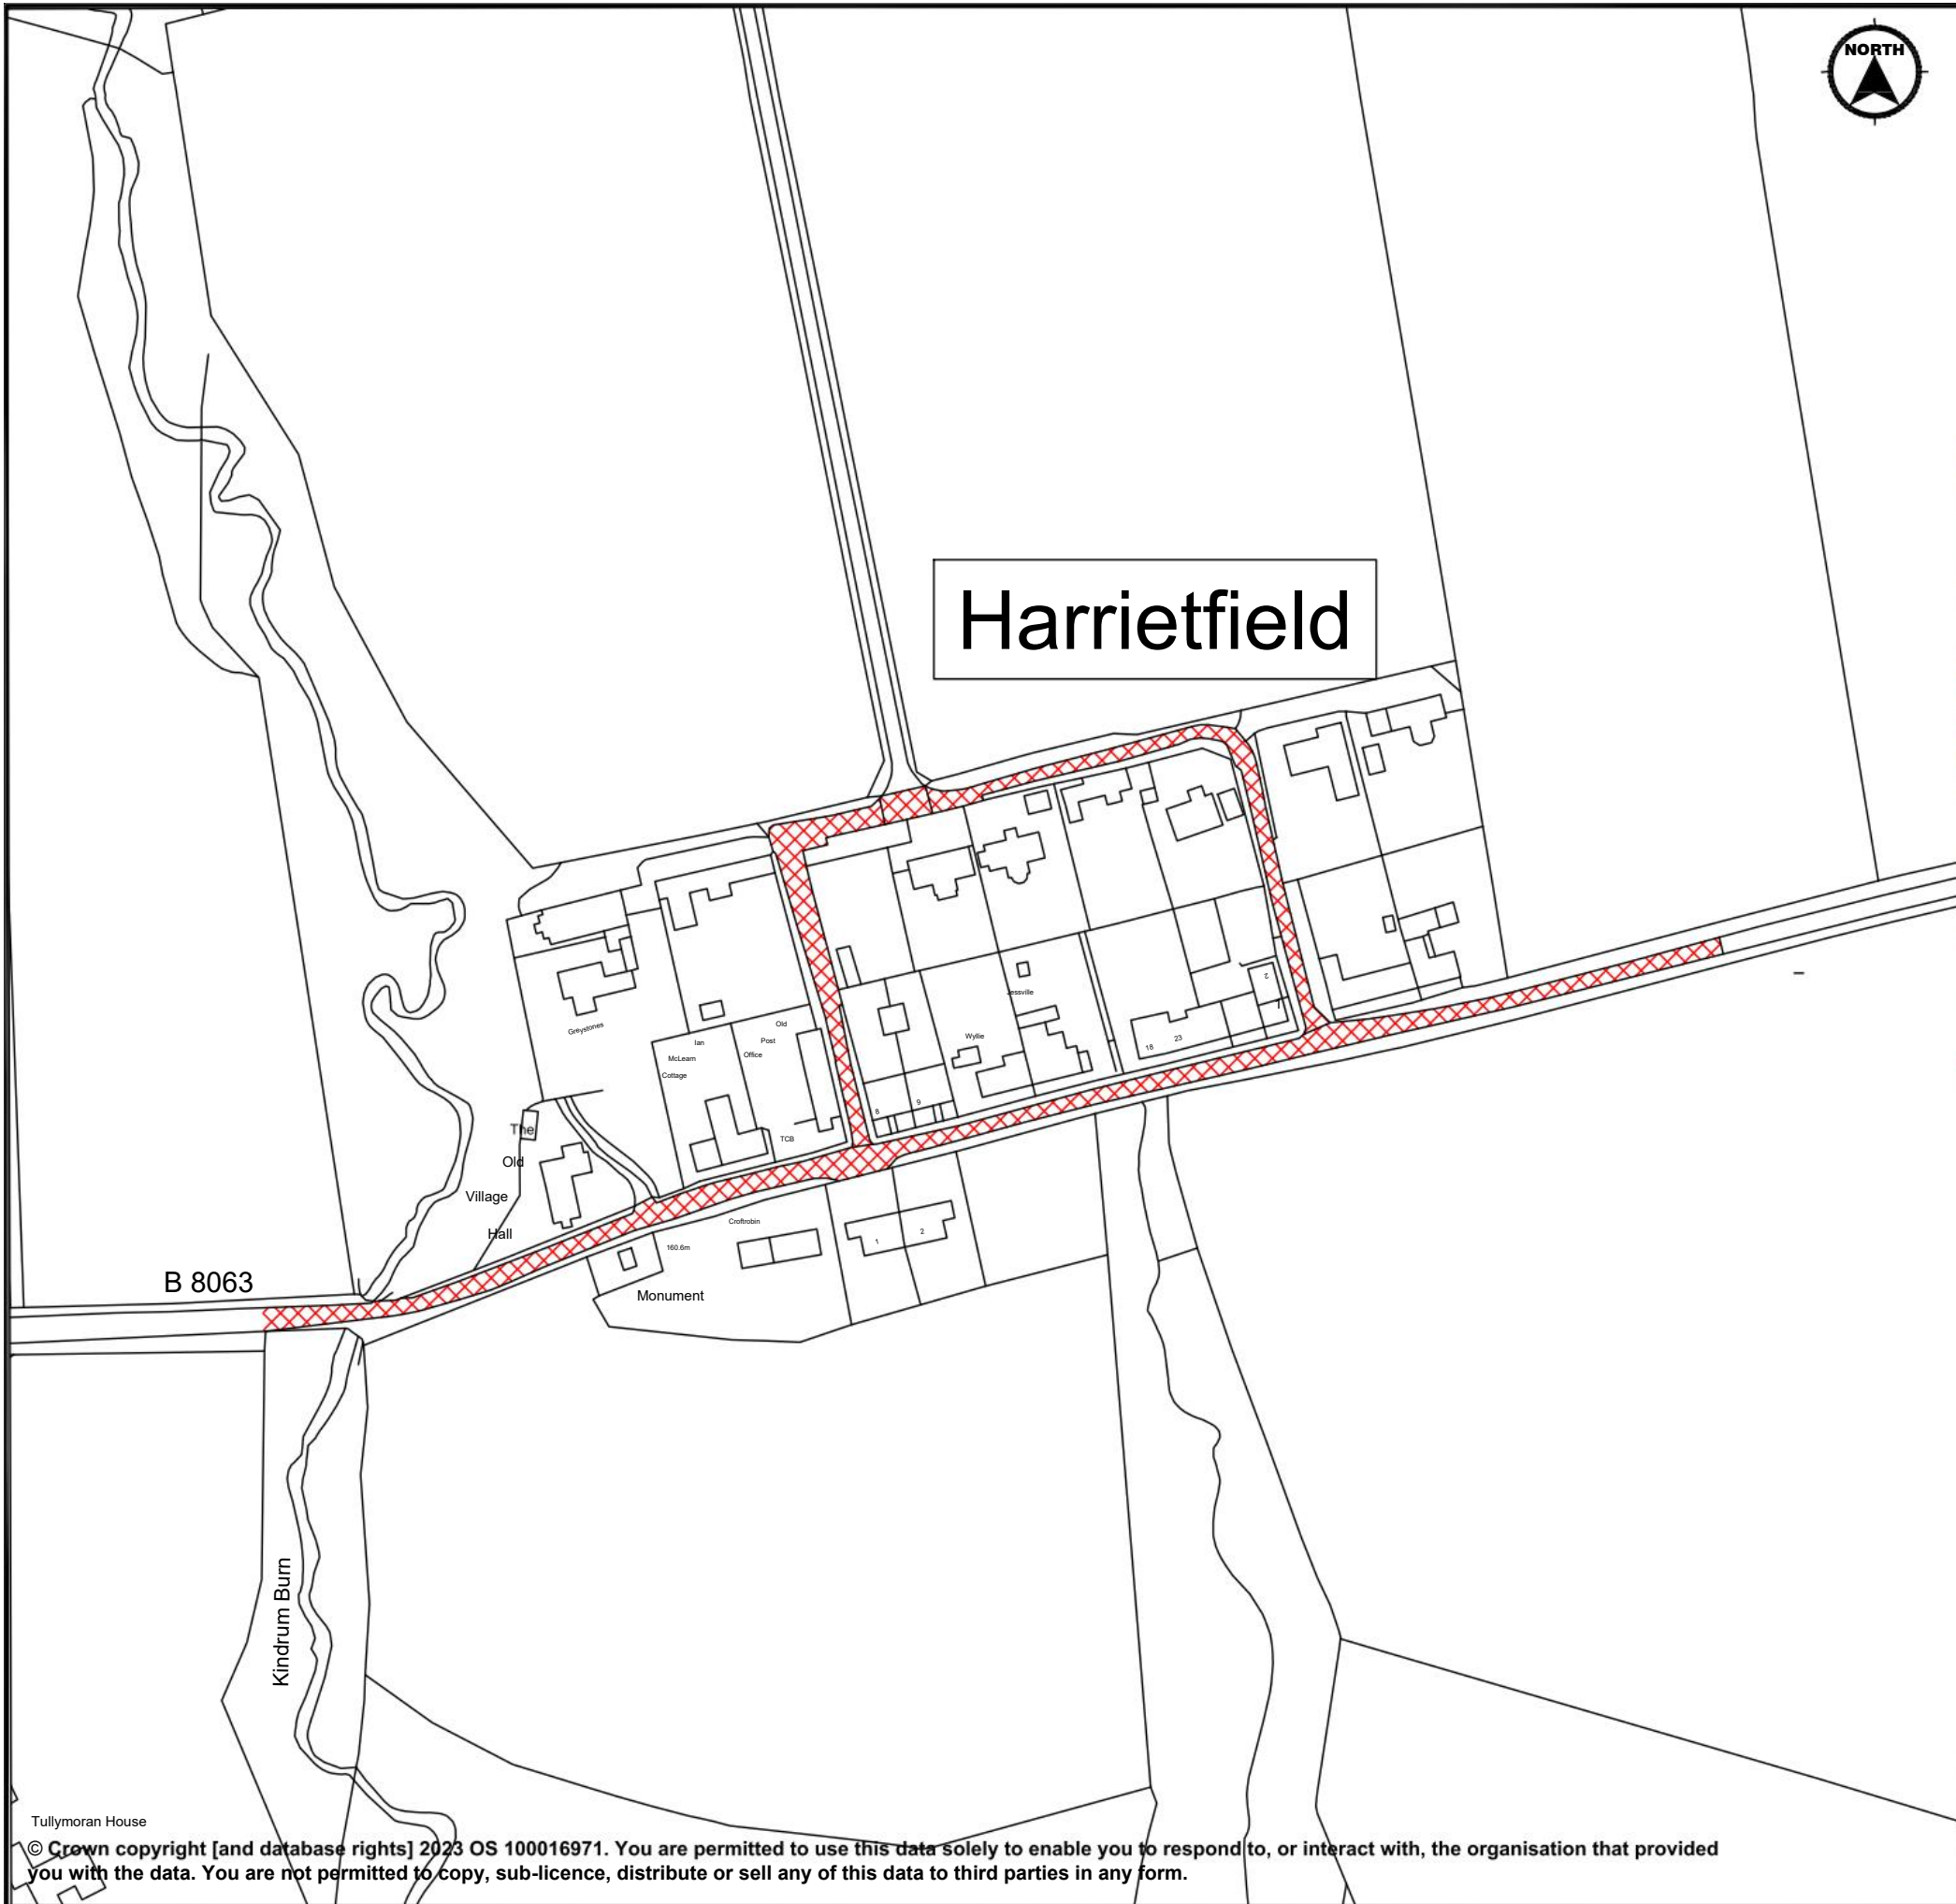 NORTH
Harrietfield
Greystones
Ian
McLearn
Cottage
Old
Post
Office
TCB
Jessville
Wyllie
18
23
2
1
8
9
The
Old
Village
Hall
Croftrobin
160.6m
1
2
Monument
B 8063
Kindrum Burn
Tullymoran House
© Crown copyright [and database rights] 2023 OS 100016971. You are permitted to use this data solely to enable you to respond to, or interact with, the organisation that provided
you with the data. You are not permitted to copy, sub-licence, distribute or sell any of this data to third parties in any form.